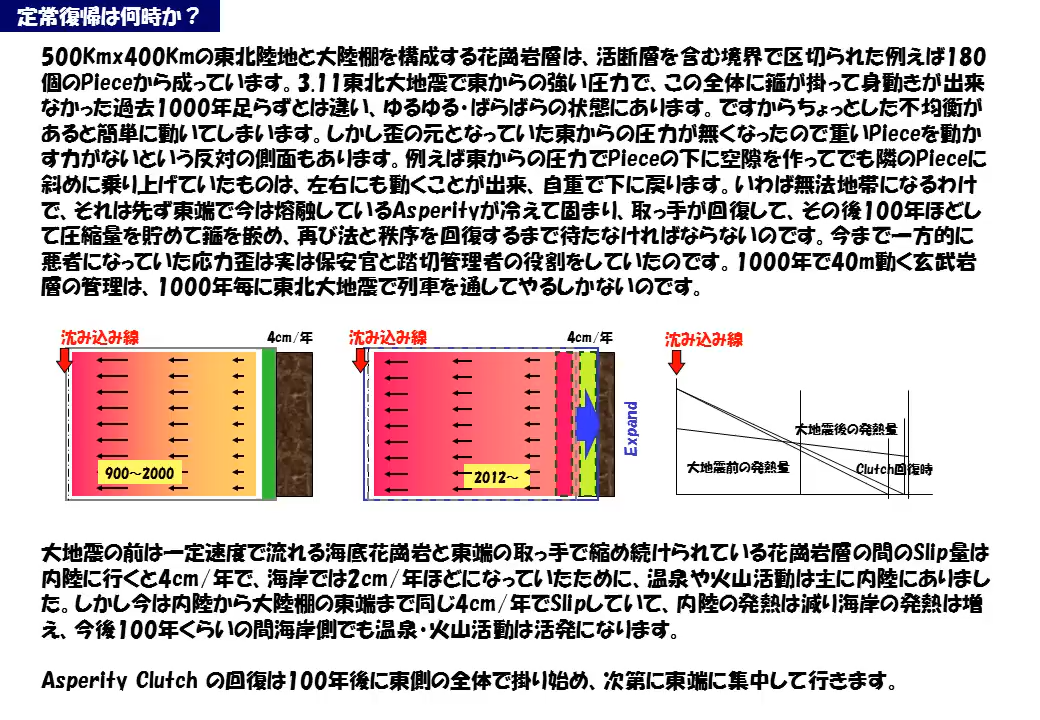 定常復帰は何時か？
500Kmx400Kmの東北陸地と大陸棚を構成する花崗岩層は、活断層を含む境界で区切られた例えば180
個のPieceから成っています。3.11東北大地震で東からの強い圧力で、この全体に箍が掛って身動きが出来
なかった過去1000年足らずとは違い、ゆるゆる・ばらばらの状態にあります。ですからちょっとした不均衡が
あると簡単に動いてしまいます。しかし歪の元となっていた東からの圧力が無くなったので重いPieceを動か
す力がないという反対の側面もあります。例えば東からの圧力でPieceの下に空隙を作ってでも隣のPieceに
斜めに乗り上げていたものは、左右にも動くことが出来、自重で下に戻ります。いわば無法地帯になるわけ
で、それは先ず東端で今は熔融しているAsperityが冷えて固まり、取っ手が回復して、その後100年ほどし
て圧縮量を貯めて箍を嵌め、再び法と秩序を回復するまで待たなければならないのです。今まで一方的に
悪者になっていた応力歪は実は保安官と踏切管理者の役割をしていたのです。1000年で40m動く玄武岩
層の管理は、1000年毎に東北大地震で列車を通してやるしかないのです。
沈み込み線
4cm/年
900～2000
沈み込み線
4cm/年
2012～
Expand
沈み込み線
大地震後の発熱量
大地震前の発熱量
Clutch回復時
大地震の前は一定速度で流れる海底花崗岩と東端の取っ手で縮め続けられている花崗岩層の間のSlip量は
内陸に行くと4cm/年で、海岸では2cm/年ほどになっていたために、温泉や火山活動は主に内陸にありまし
た。しかし今は内陸から大陸棚の東端まで同じ4cm/年でSlipしていて、内陸の発熱は減り海岸の発熱は増
え、今後100年くらいの間海岸側でも温泉・火山活動は活発になります。
Asperity Clutch の回復は100年後に東側の全体で掛り始め、次第に東端に集中して行きます。